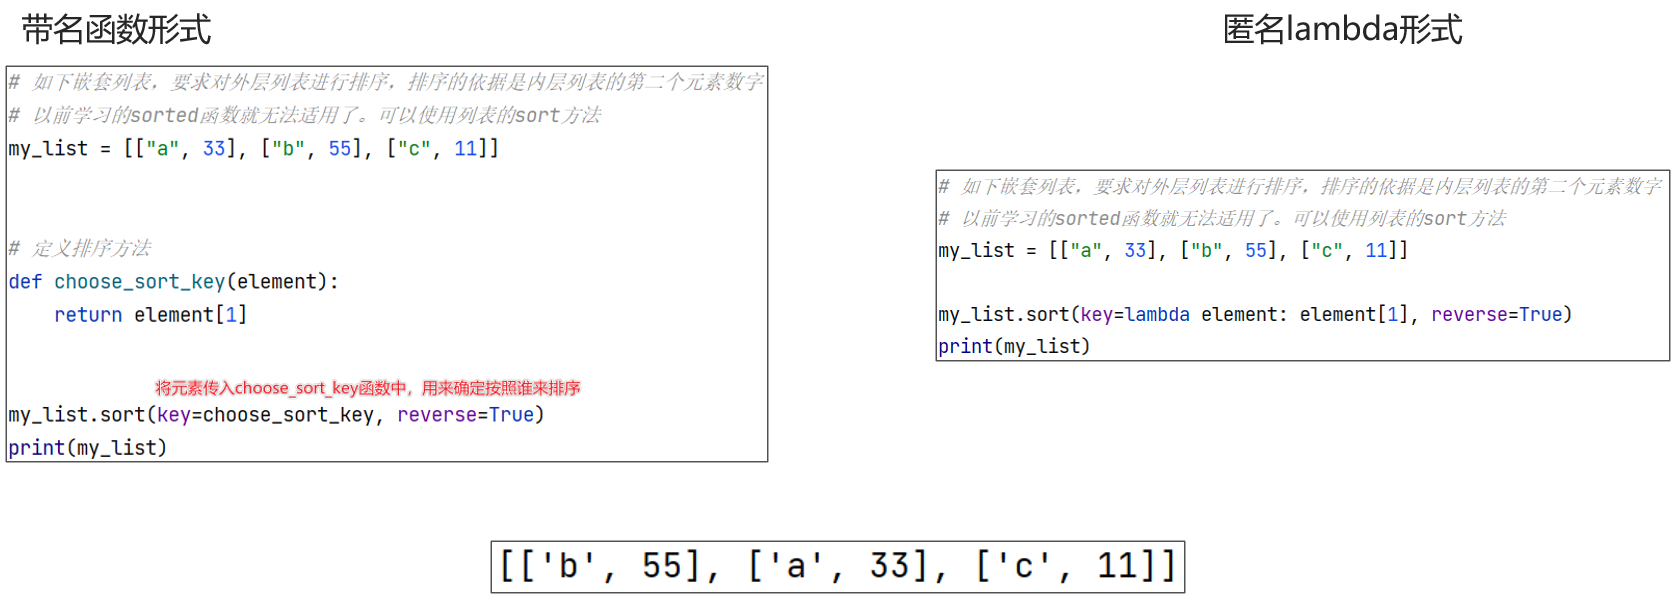 带名函数形式
# 如下嵌套列表，要求对外层列表进行排序，排序的依据是内层列表的第二个元素数字
# 以前学习的sorted函数就无法适用了。可以使用列表的sort方法
my_list = [["a", 33], ["b", 55], ["c", 11]]
# 定义排序方法
def choose_sort_key(element):
    return element[1]
将元素传入choose_sort_key函数中，用来确定按照谁来排序
my_list.sort(key=choose_sort_key, reverse=True)
print(my_list)
匿名lambda形式
# 如下嵌套列表，要求对外层列表进行排序，排序的依据是内层列表的第二个元素数字
# 以前学习的sorted函数就无法适用了。可以使用列表的sort方法
my_list = [["a", 33], ["b", 55], ["c", 11]]
my_list.sort(key=lambda element: element[1], reverse=True)
print(my_list)
[['b', 55], ['a', 33], ['c', 11]]